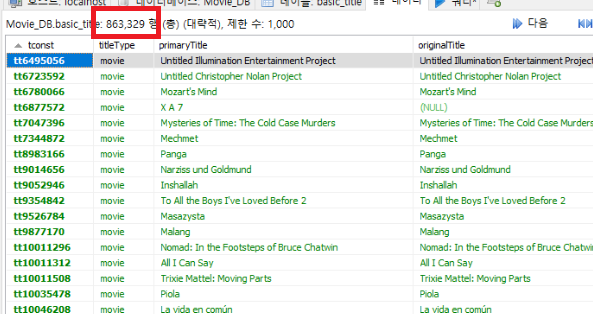 호스트: localhost 데이터베이스: Movie_DB 테이블: basic_title 데이터 쿼리*
Movie_DB.basic_title: 863,329 행 (총) (대략적), 제한 수: 1,000 다음
tconst titleType primaryTitle originalTitle
tt6495056 movie Untitled Illumination Entertainment Project Untitled Illumination Entertainment Project
tt6723592 movie Untitled Christopher Nolan Project Untitled Christopher Nolan Project
tt6780066 movie Mozart's Mind Mozart's Mind
tt6877572 movie X A 7 (NULL)
tt7047396 movie Mysteries of Time: The Cold Case Murders Mysteries of Time: The Cold Case Murders
tt7344872 movie Mechmet Mechmet
tt8983166 movie Panga Panga
tt9014656 movie Narziss und Goldmund Narziss und Goldmund
tt9052946 movie Inshallah Inshallah
tt9354842 movie To All the Boys I've Loved Before 2 To All the Boys I've Loved Before 2
tt9526784 movie Masazysta Masazysta
tt9877170 movie Malang Malang
tt10011296 movie Nomad: In the Footsteps of Bruce Chatwin Nomad: In the Footsteps of Bruce Chatwin
tt10011312 movie All I Can Say All I Can Say
tt10011508 movie Trixie Mattel: Moving Parts Trixie Mattel: Moving Parts
tt10035478 movie Piola Piola
tt10046208 movie La vida en común La vida en común